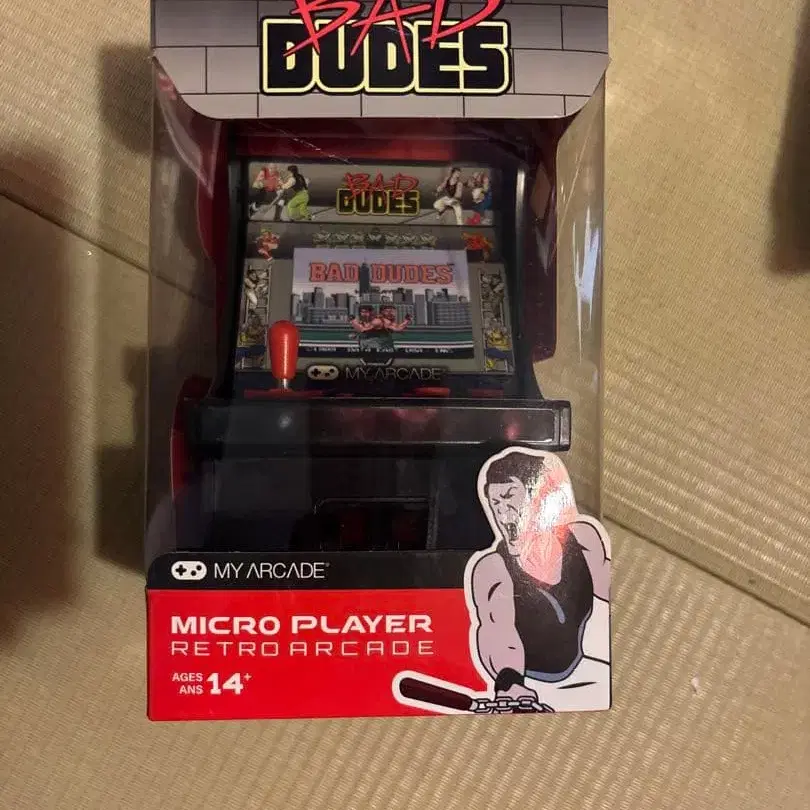 BAD
DUDES
BAD
DUDES
BAD DUDES
MY ARCADE
MY ARCADE®
MICRO PLAYER
RETRO ARCADE
AGES
ANS 14+